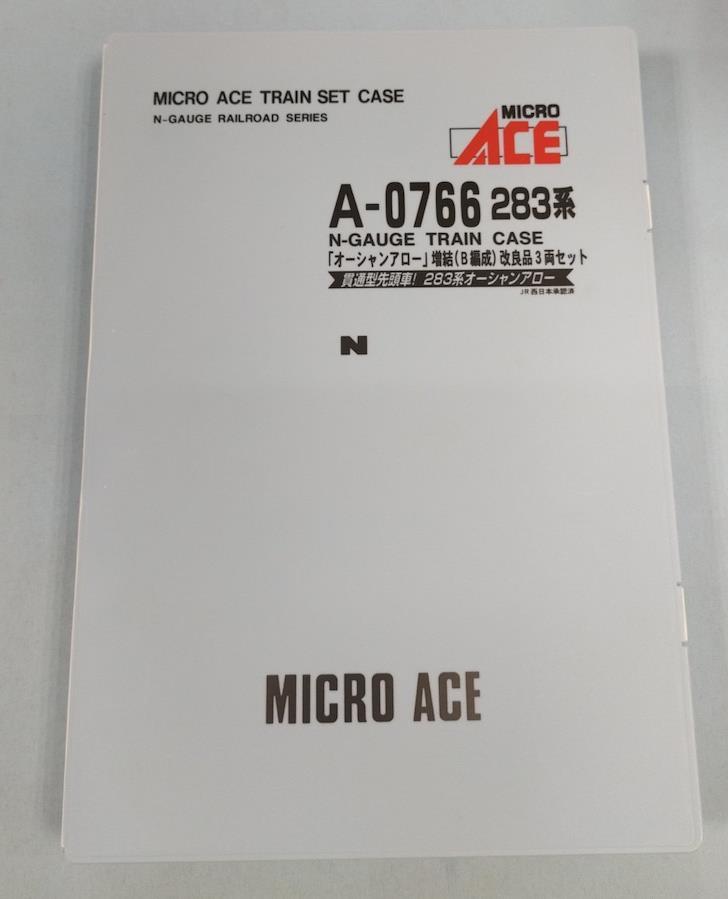 MICRO ACE TRAIN SET CASE
N-GAUGE RAILROAD SERIES
MICRO
ACE
A-0766 283系
N-GAUGE TRAIN CASE
「オーシャンアロー」増結(B編成)改良品3両セット
貫通型先頭車! 283系オーシャンアロー
JR西日本承認済
N
MICRO ACE